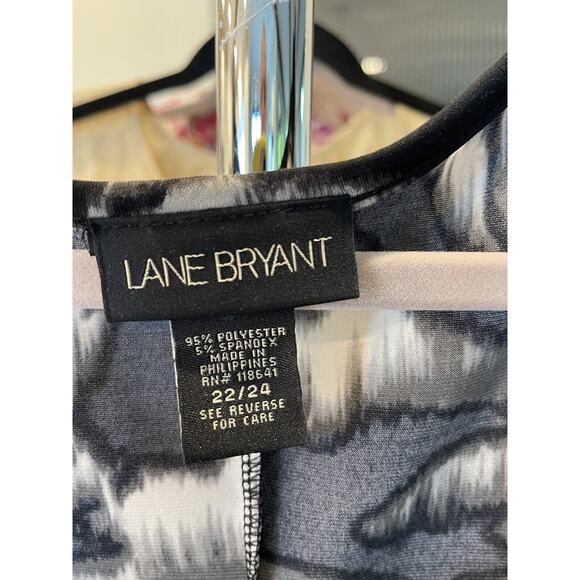 LANE BRYANT
95% POLYESTER
5% SPANDEX
MADE IN
PHILIPPINES
RN# 118641
22/24
SEE REVERSE
FOR CARE